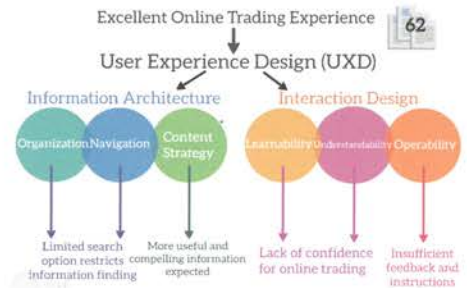 Excellent Online Trading Experience
62
User Experience Design (UXD)
Information Architecture
Interaction Design
Organization
Navigation
Content
Strategy
Learnability
Understandability
Operability
Limited search
option restricts
information finding
More useful and
compelling information
expected
Lack of confidence
for online trading
Insufficient
feedback and
instructions